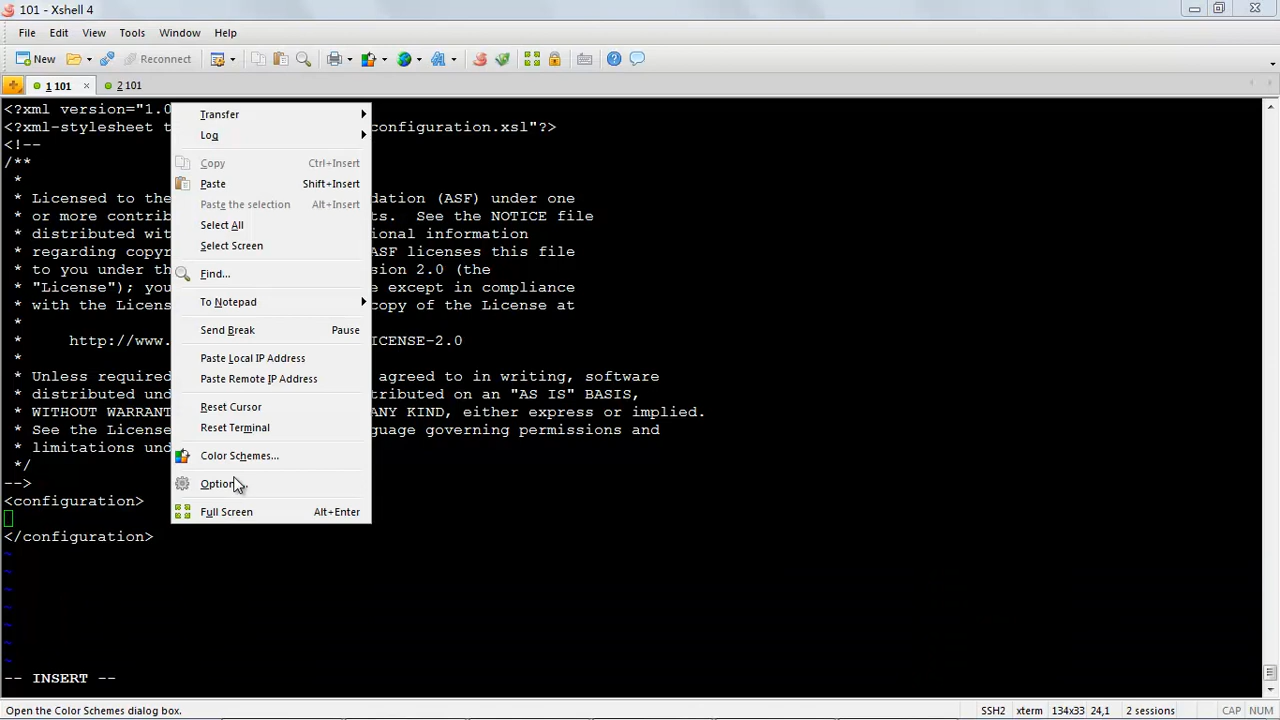 101 - Xshell 4
File Edit View Tools Window Help
New Reconnect
1 101 2 101
<?xml version="1.0
<?xml-stylesheet t configuration.xsl"?>
<!--
/**
*
* Licensed to the dation (ASF) under one
* or more contrib ts. See the NOTICE file
* distributed wit ional information
* regarding copyr ASF licenses this file
* to you under th sion 2.0 (the
* "License"); you e except in compliance
* with the Licens copy of the License at
*
* http://www. ICENSE-2.0
*
* Unless required agreed to in writing, software
* distributed und tributed on an "AS IS" BASIS,
* WITHOUT WARRANT ANY KIND, either express or implied.
* See the License guage governing permissions and
* limitations und
*/
-->
<configuration>
</configuration>
~
~
~
~
~
~
~
-- INSERT --
Transfer
Log
Copy Ctrl+Insert
Paste Shift+Insert
Paste the selection Alt+Insert
Select All
Select Screen
Find...
To Notepad
Send Break Pause
Paste Local IP Address
Paste Remote IP Address
Reset Cursor
Reset Terminal
Color Schemes...
Option
Full Screen Alt+Enter
Open the Color Schemes dialog box. SSH2 xterm 134x33 24,1 2 sessions CAP NUM